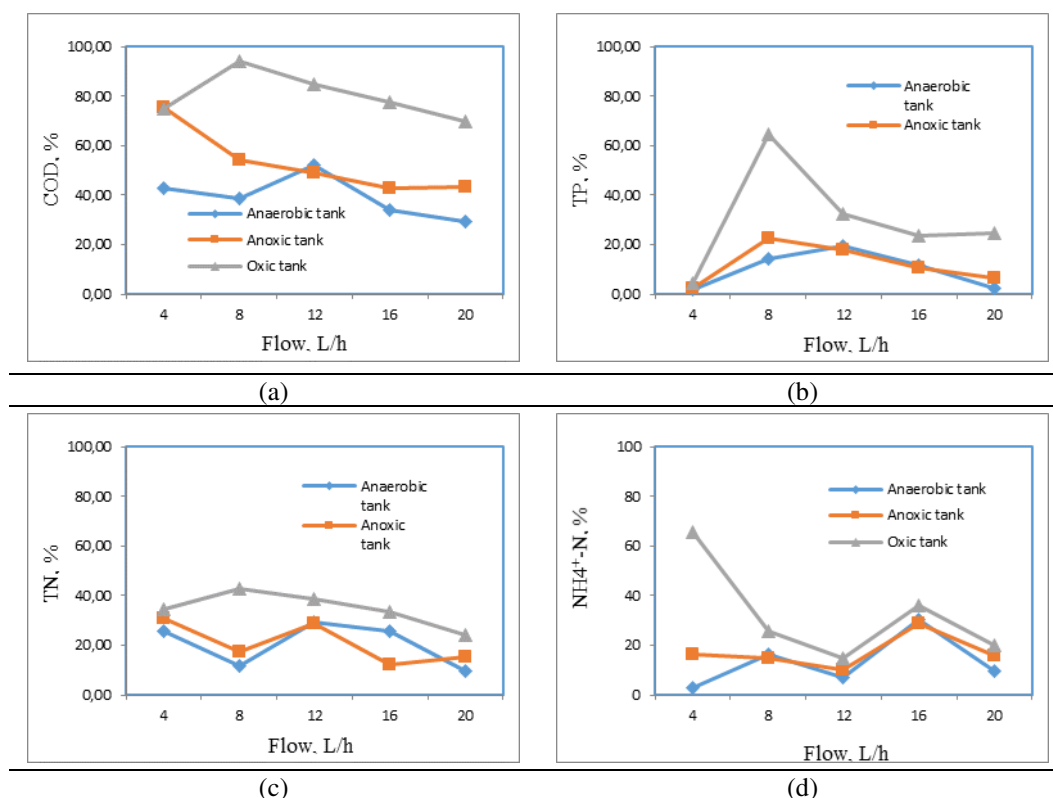 100,00
80,00
60,00
40,00
20,00
0,00
COD, %
Anaerobic tank
Anoxic tank
Oxic tank
4 8 12 16 20
Flow, L/h
(a)
100,00
80,00
60,00
40,00
20,00
0,00
TP, %
Anaerobic
tank
Anoxic tank
4 8 12 16 20
Flow, L/h
(b)
100,00
80,00
60,00
40,00
20,00
0,00
TN, %
Anaerobic
tank
Anoxic
tank
4 8 12 16 20
Flow, L/h
(c)
100
80
60
40
20
0
NH4+-N, %
Anaerobic tank
Anoxic tank
Oxic tank
4 8 12 16 20
Flow, L/h
(d)